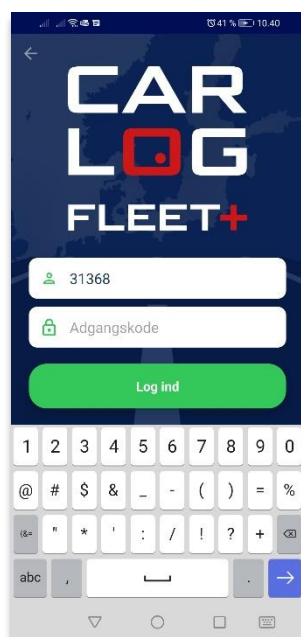 41 % 10.40
CAR
LOG
FLEET+
31368
Adgangskode
Log ind
1 2 3 4 5 6 7 8 9 0
@ # $ & _ - ( ) = %
(&= " * ' : / ! ? +
abc , .